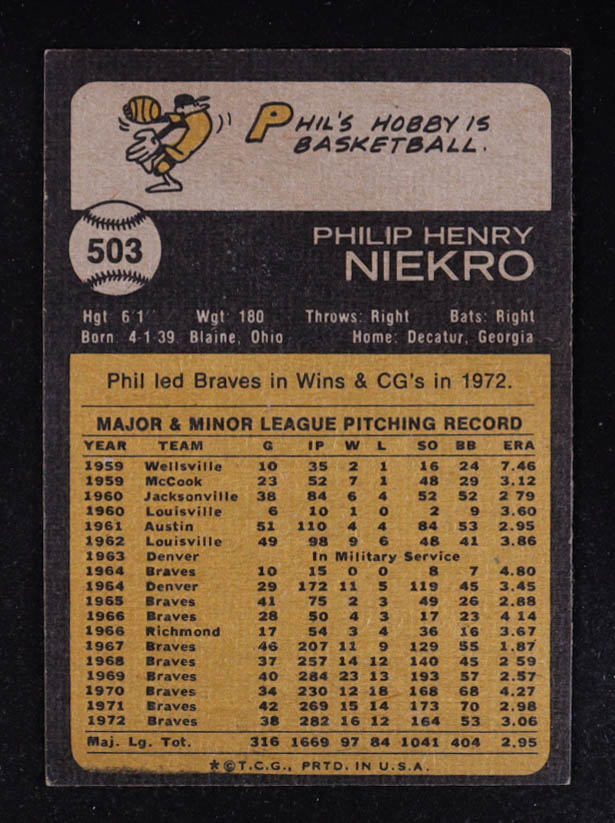 PHIL'S HOBBY IS
BASKETBALL.
503
PHILIP HENRY
NIEKRO
Hgt 6'1" Wgt 180 Throws: Right Bats: Right
Born 4-1-39 Blaine, Ohio Home: Decatur, Georgia
Phil led Braves in Wins & CG's in 1972.
MAJOR & MINOR LEAGUE PITCHING RECORD
YEAR TEAM G IP W L SO BB ERA
1959 Wellsville 10 35 2 1 16 24 7.46
1959 McCook 23 52 7 1 48 29 3.12
1960 Jacksonville 38 84 6 4 52 52 2 79
1960 Louisville 6 10 1 0 2 9 3.60
1961 Austin 51 110 4 4 84 53 2.95
1962 Louisville 49 98 9 6 48 41 3.86
1963 Denver In Military Service
1964 Braves 10 15 0 0 8 7 4.80
1964 Denver 29 172 11 5 119 45 3.45
1965 Braves 41 75 2 3 49 26 2.88
1966 Braves 28 50 4 3 17 23 4 14
1966 Richmond 17 54 3 4 36 16 3.67
1967 Braves 46 207 11 9 129 55 1.87
1968 Braves 37 257 14 12 140 45 2 59
1969 Braves 40 284 23 13 193 57 2.57
1970 Braves 34 230 12 18 168 68 4.27
1971 Braves 42 269 15 14 173 70 2.98
1972 Braves 38 282 16 12 164 53 3.06
Maj. Lg. Tot. 316 1669 97 84 1041 404 2.95
*©T.C.G., PRTD. IN U.S.A.